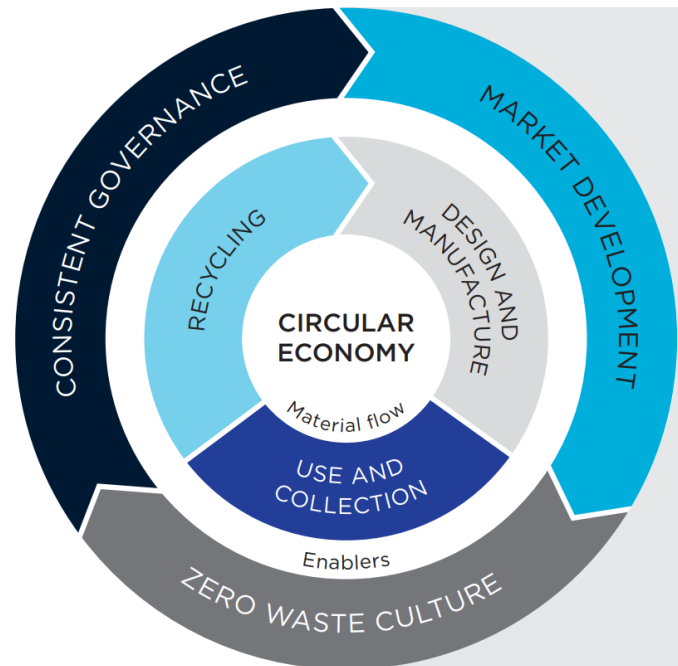 CONSISTENT GOVERNANCE
MARKET DEVELOPMENT
RECYCLING
DESIGN AND
MANUFACTURE
CIRCULAR
ECONOMY
Material flow
USE AND
COLLECTION
Enablers
ZERO WASTE CULTURE